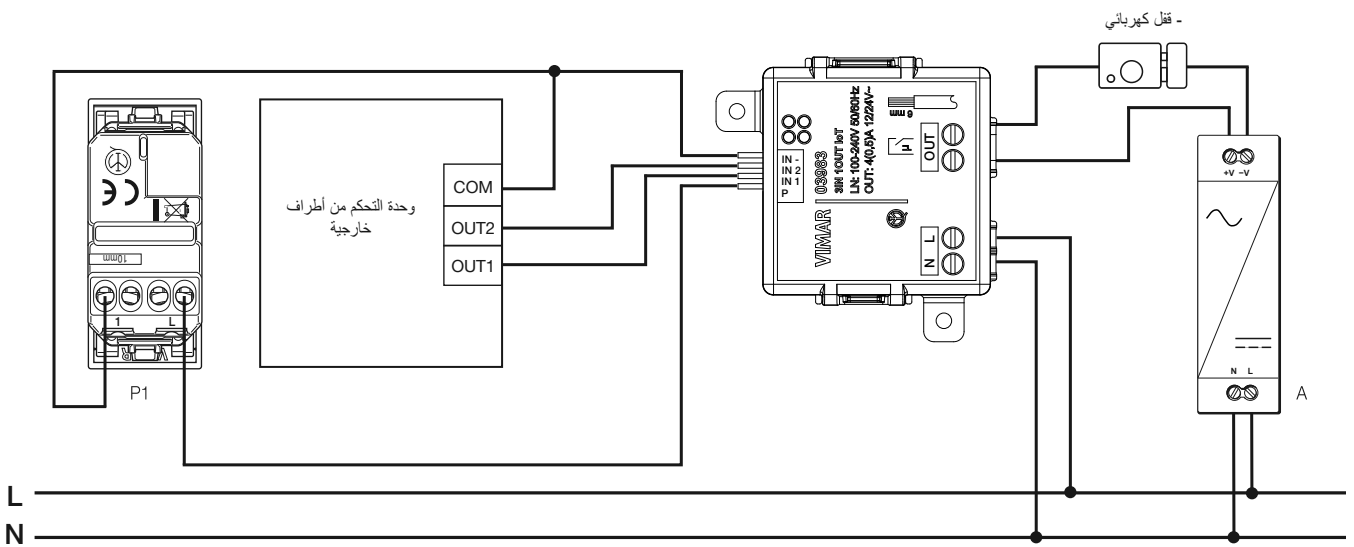 - قفل كهربائي
COM
OUT2
OUT1
وحدة التحكم من أطراف
خارجية
10mm
1 L
VIMAR
P1
IN -
IN 2
IN 1
P
VIMAR 03983
3IN 1OUT IoT
LN: 100-240V 50/60Hz
OUT: 4(0,5)A 12/24V~
6 mm
µ
OUT
N L
+V -V
N L
A
L
N